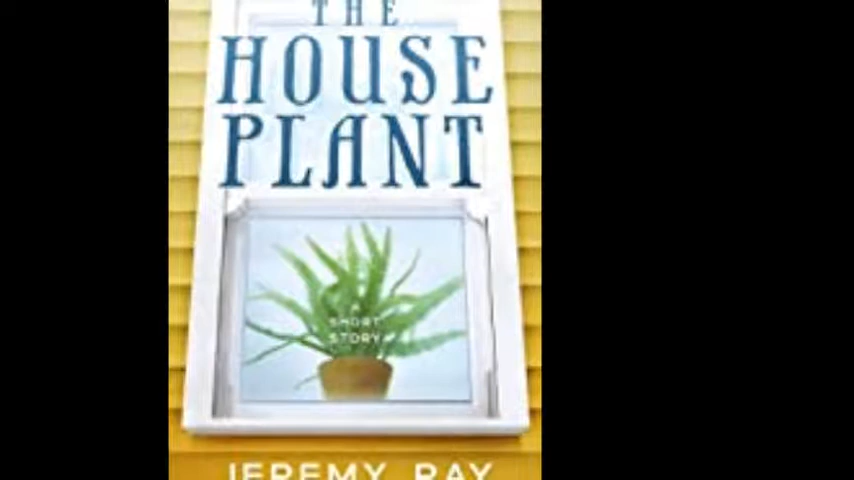 THE
HOUSE
PLANT
A
SHORT
STORY
JEREMY RAY